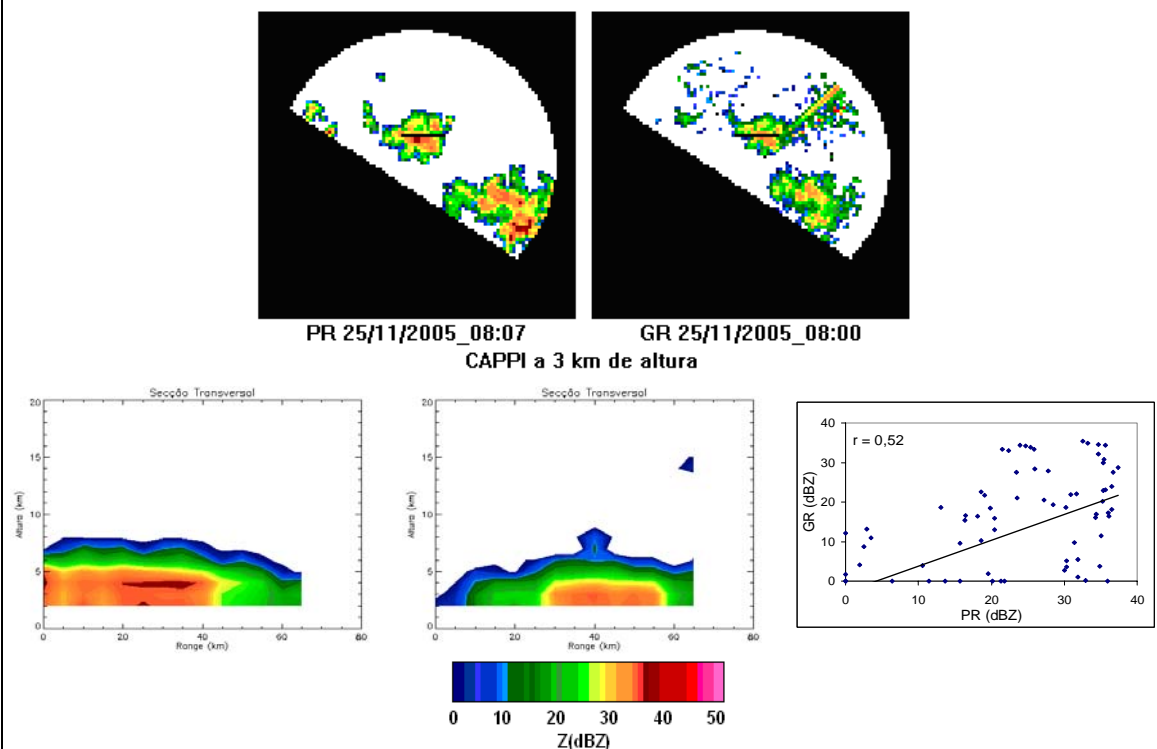 PR 25/11/2005_08:07
GR 25/11/2005_08:00
CAPPI a 3 km de altura
Secção Transversal
20
15
10
5
0
Altura (km)
0 20 40 60 80
Range (km)
Secção Transversal
20
15
10
5
0
Altura (km)
0 20 40 60 80
Range (km)
r = 0,52
40
30
20
10
0
GR (dBZ)
0 10 20 30 40
PR (dBZ)
0 10 20 30 40 50
Z(dBZ)